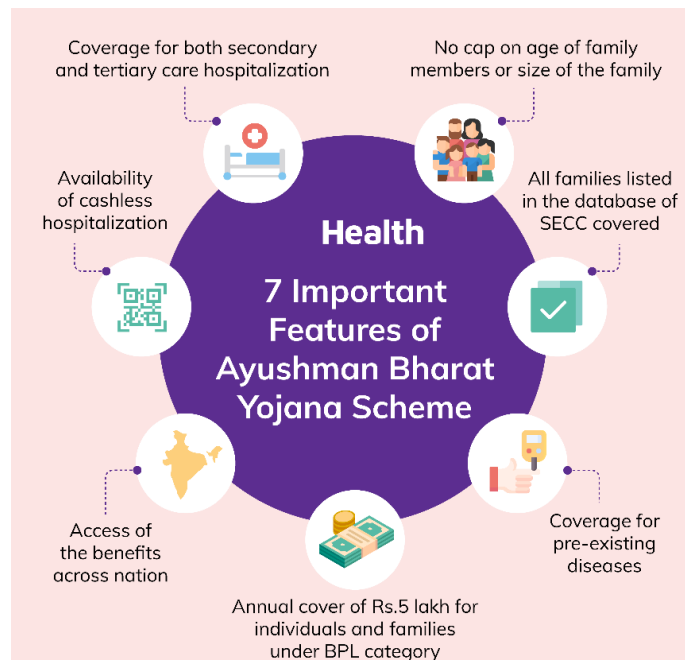 Coverage for both secondary
and tertiary care hospitalization
No cap on age of family
members or size of the family
Availability
of cashless
hospitalization
All families listed
in the database of
SECC covered
Health
7 Important
Features of
Ayushman Bharat
Yojana Scheme
Access of
the benefits
across nation
Coverage for
pre-existing
diseases
Annual cover of Rs.5 lakh for
individuals and families
under BPL category